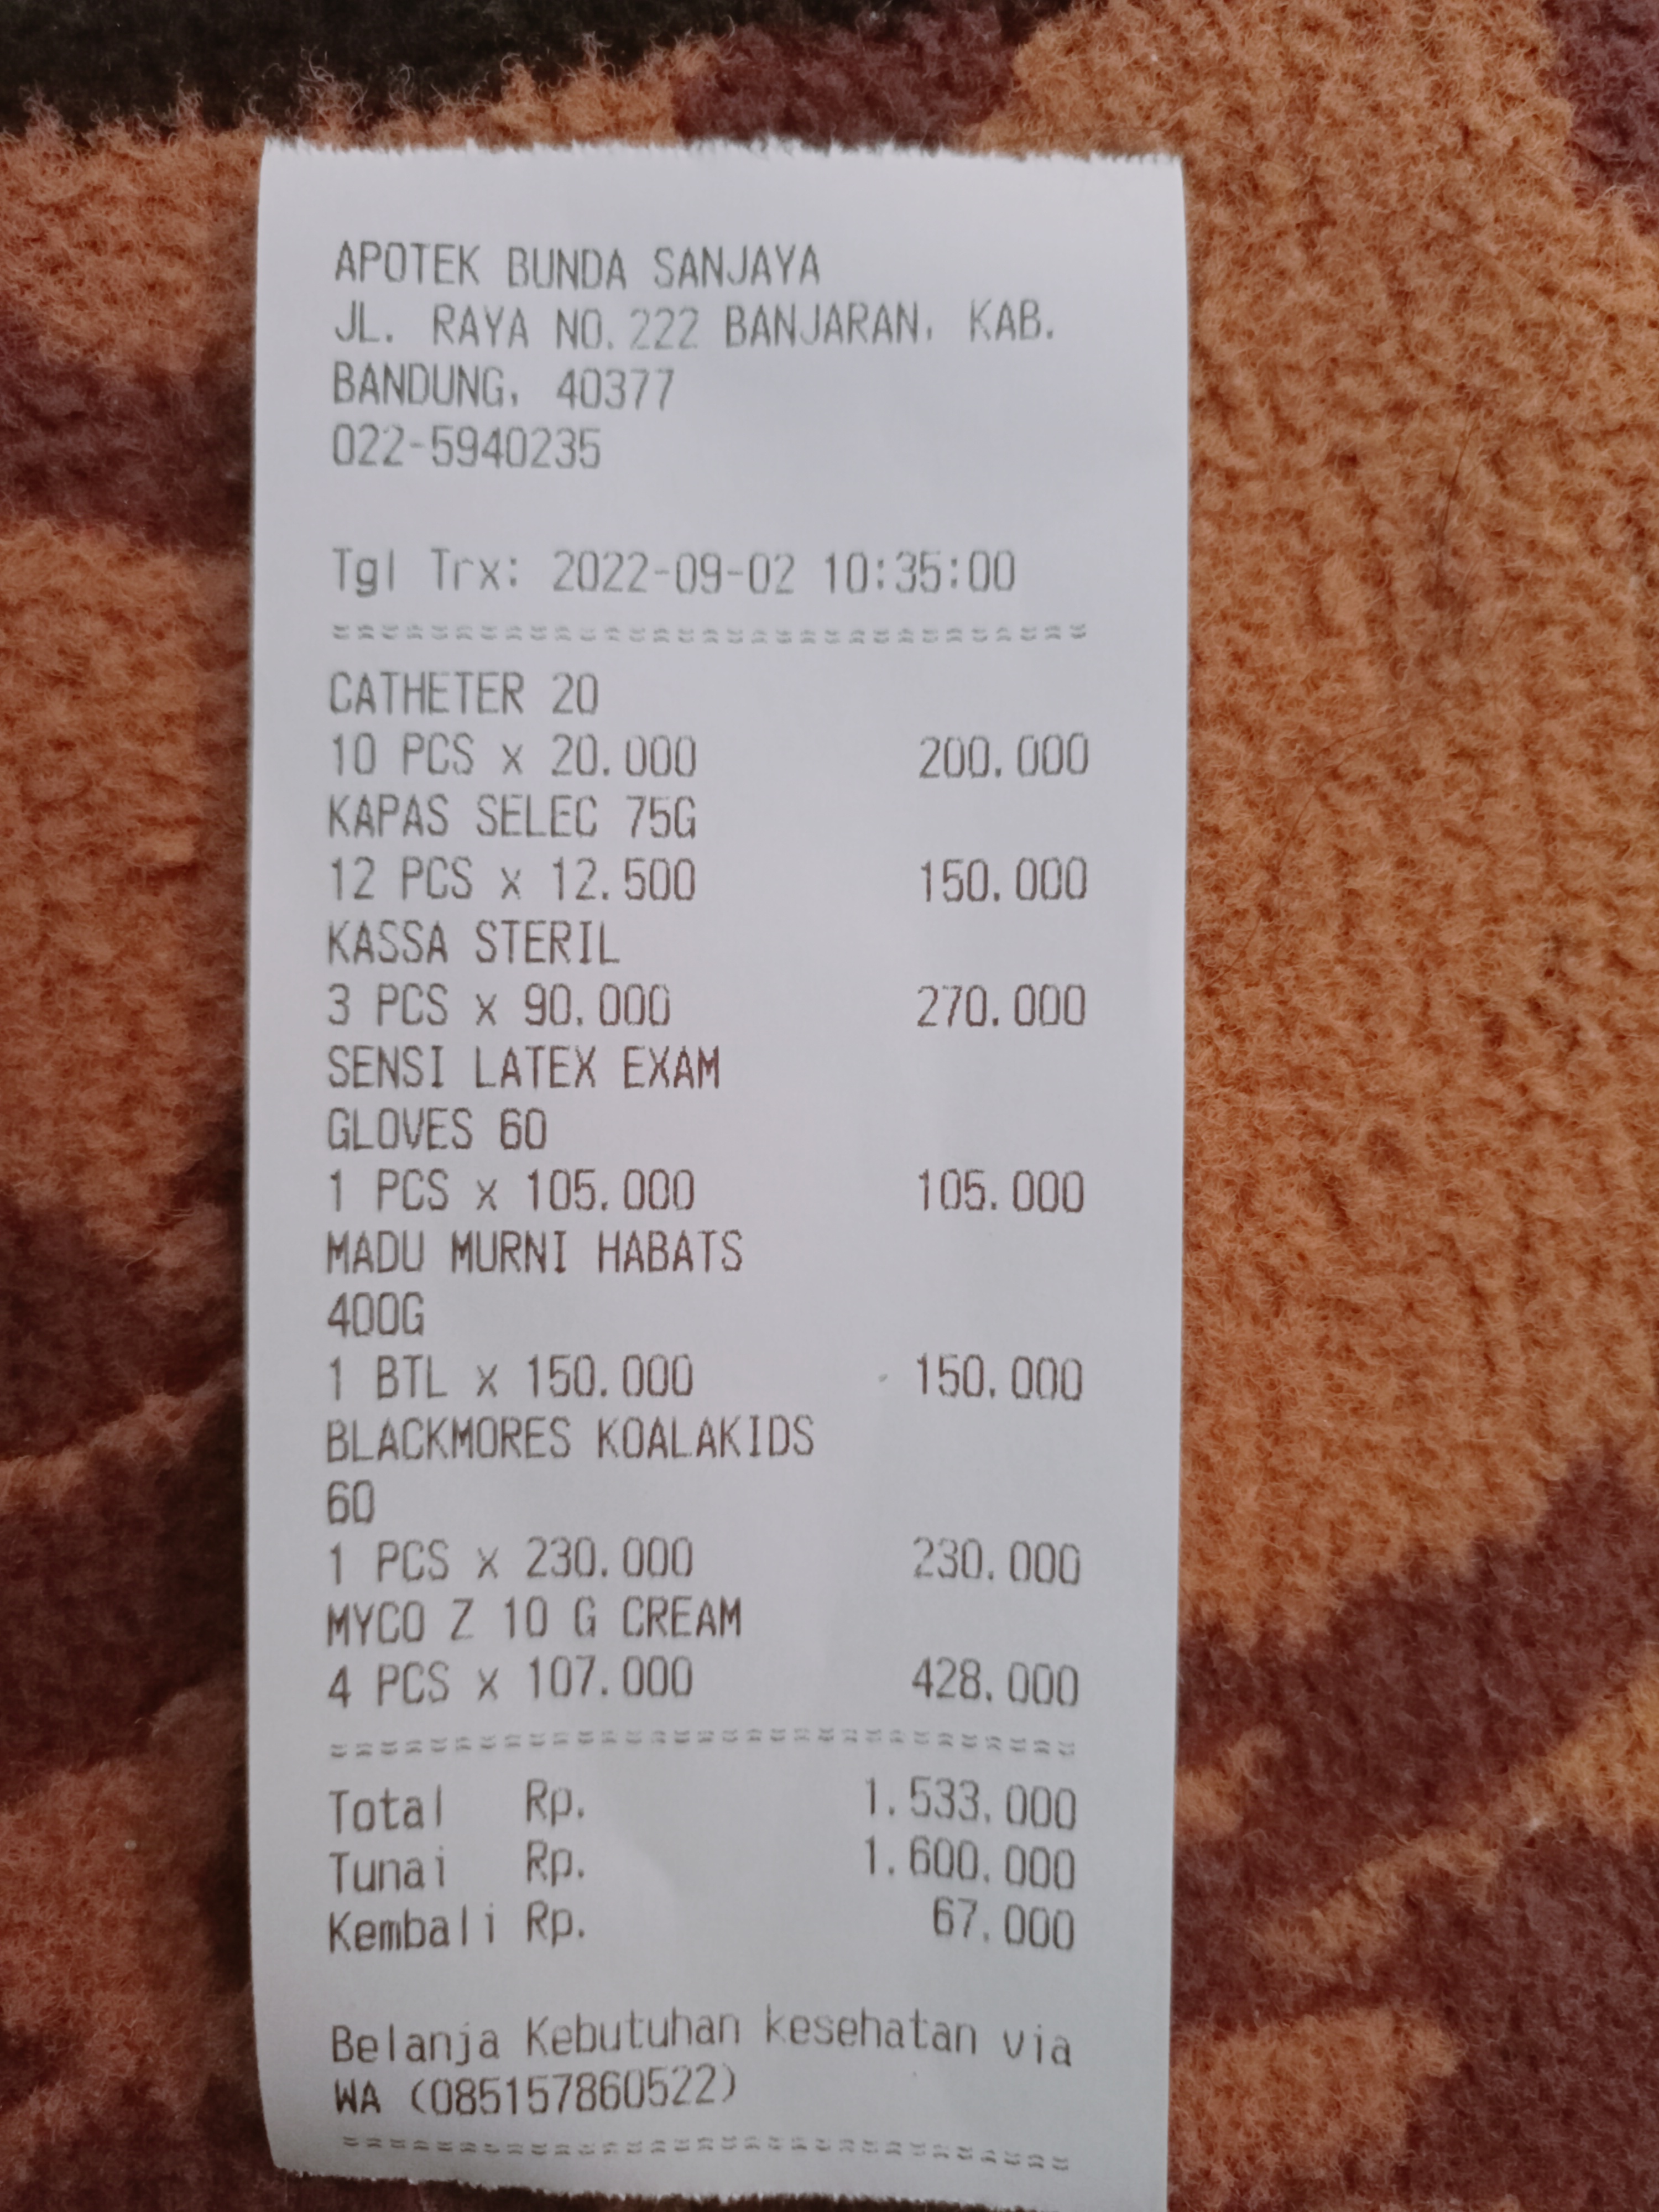 APOTEK BUNDA SANJAYA
JL. RAYA NO.222 BANJARAN, KAB.
BANDUNG, 40377
022-5940235
Tgl Trx: 2022-09-02 10:35:00
===============================
CATHETER 20
10 PCS x 20.000 200.000
KAPAS SELEC 75G
12 PCS x 12.500 150.000
KASSA STERIL
3 PCS x 90.000 270.000
SENSI LATEX EXAM
GLOVES 60
1 PCS x 105.000 105.000
MADU MURNI HABATS
400G
1 BTL x 150.000 150.000
BLACKMORES KOALAKIDS
60
1 PCS x 230.000 230.000
MYCO Z 10 G CREAM
4 PCS x 107.000 428.000
===============================
Total Rp. 1.533.000
Tunai Rp. 1.600.000
Kembali Rp. 67.000
Belanja Kebutuhan kesehatan via
WA (085157860522)
==============================